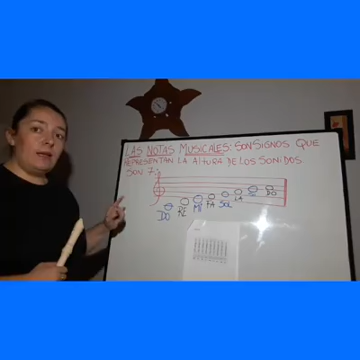 LAS NOTAS MUSICALES: SON SIGNOS QUE
REPRESENTAN LA ALTURA DE LOS SONIDOS
SON 7:
DO RE MI FA SOL LA DO